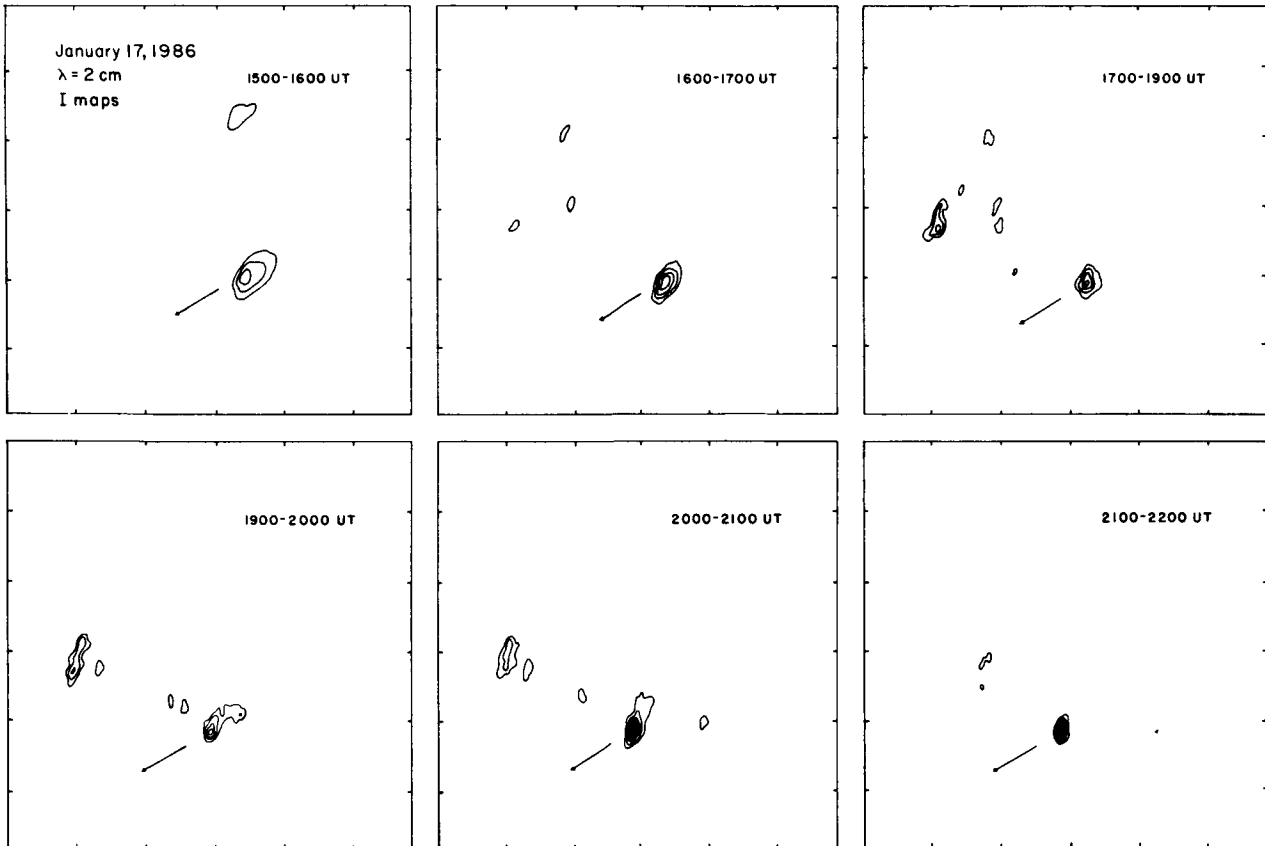 January 17, 1986
λ = 2 cm
I maps
1500-1600 UT
1600-1700 UT
1700-1900 UT
1900-2000 UT
2000-2100 UT
2100-2200 UT